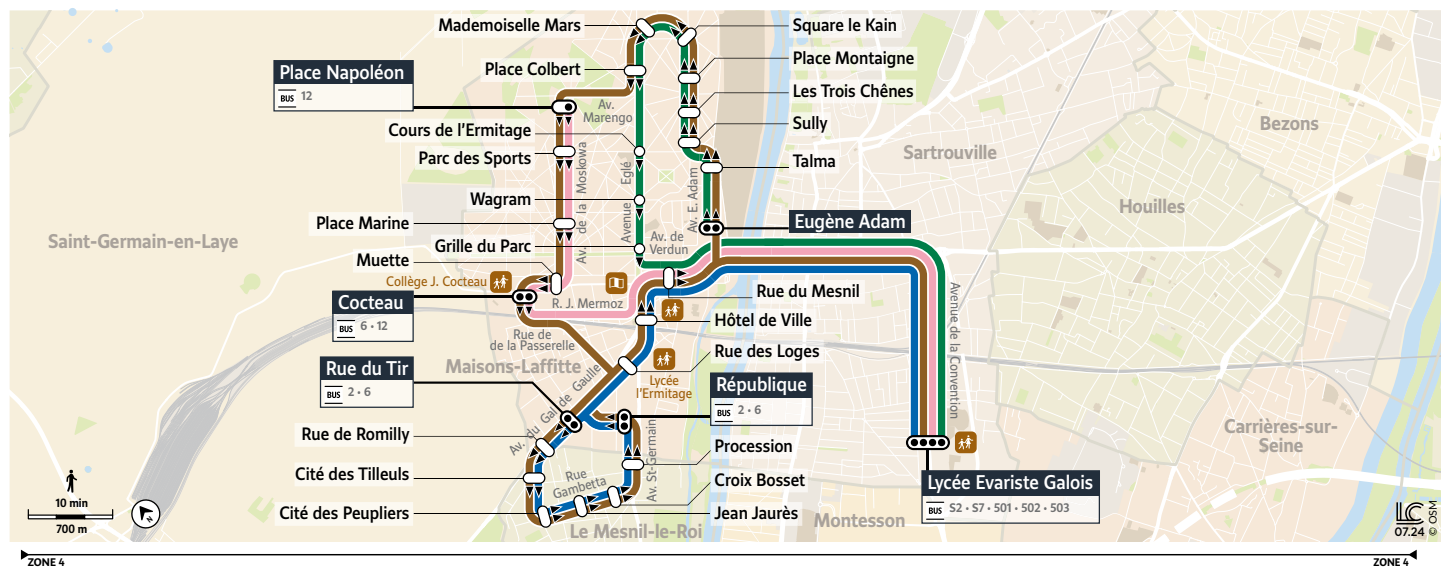 Mademoiselle Mars
Square le Kain
Place Colbert
Place Montaigne
Place Napoléon
BUS 12
Les Trois Chênes
Av.
Marengo
Bezons
Cours de l'Ermitage
Sully
Parc des Sports
Talma
Sartrouville
Av. de la Moskowa
Avenue Eglé
Av. E. Adam
Wagram
Houilles
Place Marine
Eugène Adam
Saint-Germain-en-Laye
Grille du Parc
Av. de
Verdun
Muette
Collège J. Cocteau
Rue du Mesnil
Cocteau
BUS 6 • 12
R. J. Mermoz
Hôtel de Ville
Avenue de la Convention
Rue de
de la Passerelle
Rue des Loges
Maisons-Laffitte
Rue du Tir
BUS 2 • 6
Lycée
l'Ermitage
République
BUS 2 • 6
Av. du Gal de Gaulle
Rue de Romilly
Procession
Carrières-sur-
Seine
Av. St-Germain
Cité des Tilleuls
Rue
Gambetta
Croix Bosset
Lycée Evariste Galois
BUS S2 • S7 • 501 • 502 • 503
Cité des Peupliers
Jean Jaurès
Montesson
Le Mesnil-le-Roi
10 min
700 m
N
LC
07.24
© OSM
ZONE 4
ZONE 4